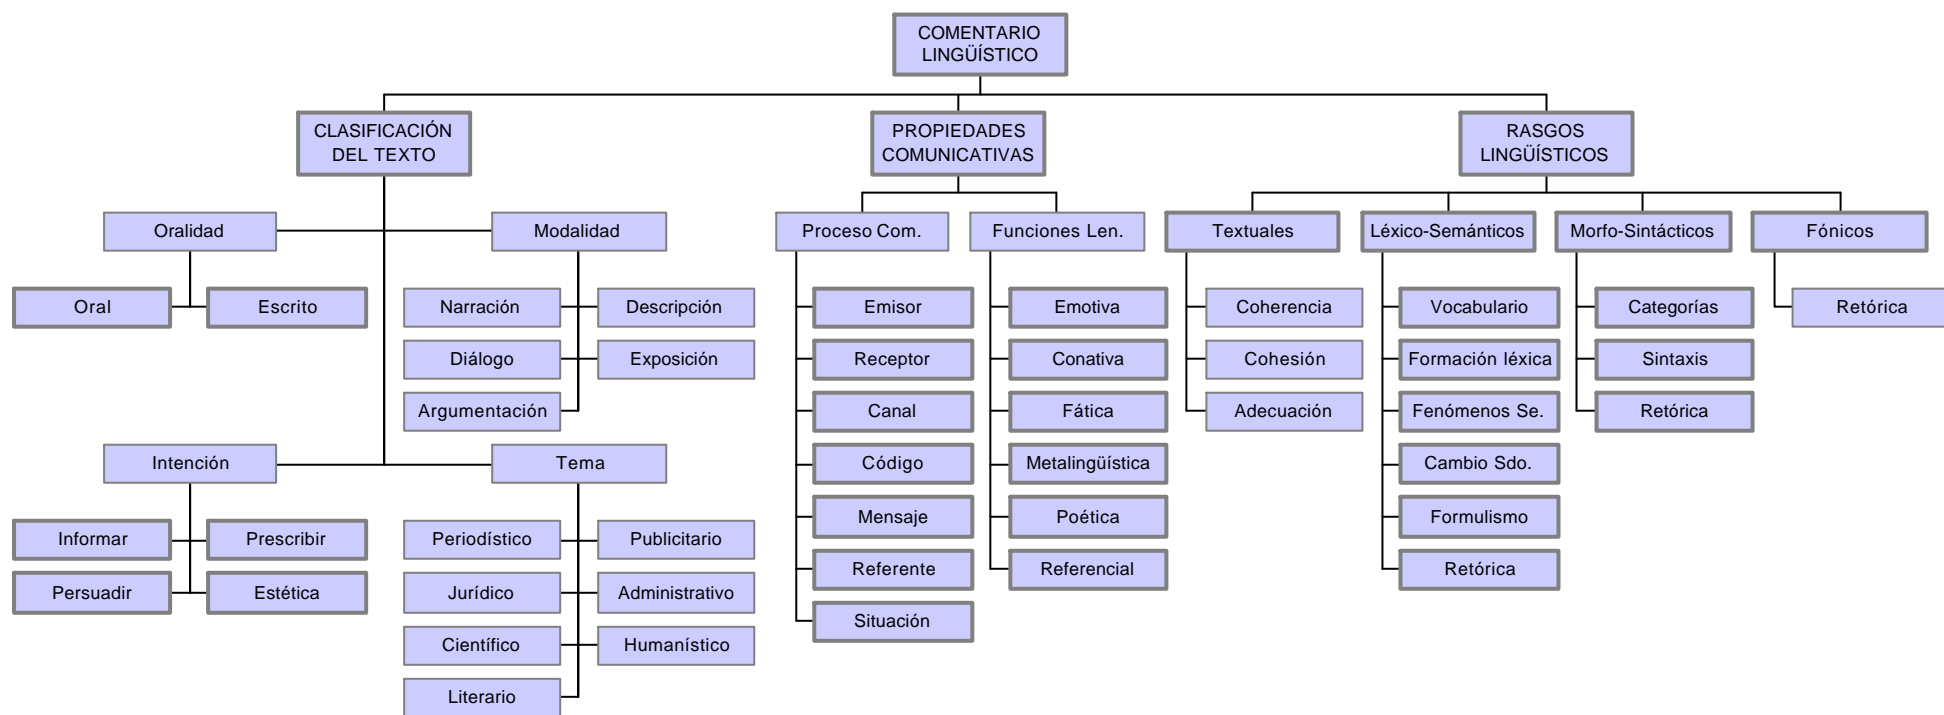 COMENTARIO
LINGÜÍSTICO
CLASIFICACIÓN
DEL TEXTO
PROPIEDADES
COMUNICATIVAS
RASGOS
LINGÜÍSTICOS
Oralidad
Modalidad
Proceso Com.
Funciones Len.
Textuales
Léxico-Semánticos
Morfo-Sintácticos
Fónicos
Oral
Escrito
Narración
Descripción
Emisor
Emotiva
Coherencia
Vocabulario
Categorías
Retórica
Diálogo
Exposición
Receptor
Conativa
Cohesión
Formación léxica
Sintaxis
Argumentación
Canal
Fática
Adecuación
Fenómenos Se.
Retórica
Intención
Tema
Código
Metalingüística
Cambio Sdo.
Informar
Prescribir
Periodístico
Publicitario
Mensaje
Poética
Formulismo
Persuadir
Estética
Jurídico
Administrativo
Referente
Referencial
Retórica
Científico
Humanístico
Situación
Literario